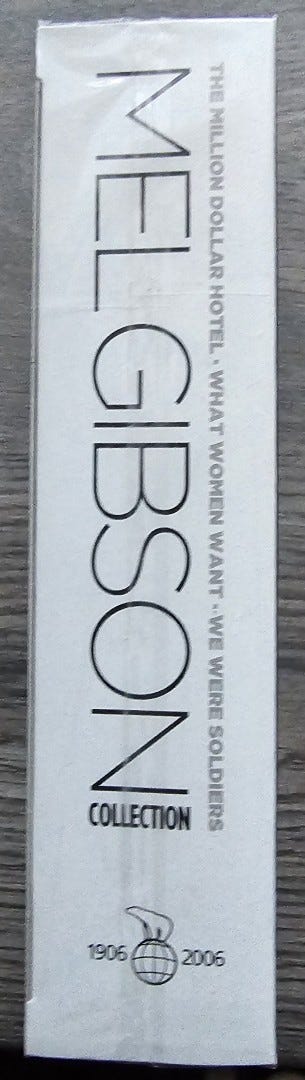 THE MILLION DOLLAR HOTEL · WHAT WOMEN WANT · WE WERE SOLDIERS
MEL GIBSON
COLLECTION
1906 2006